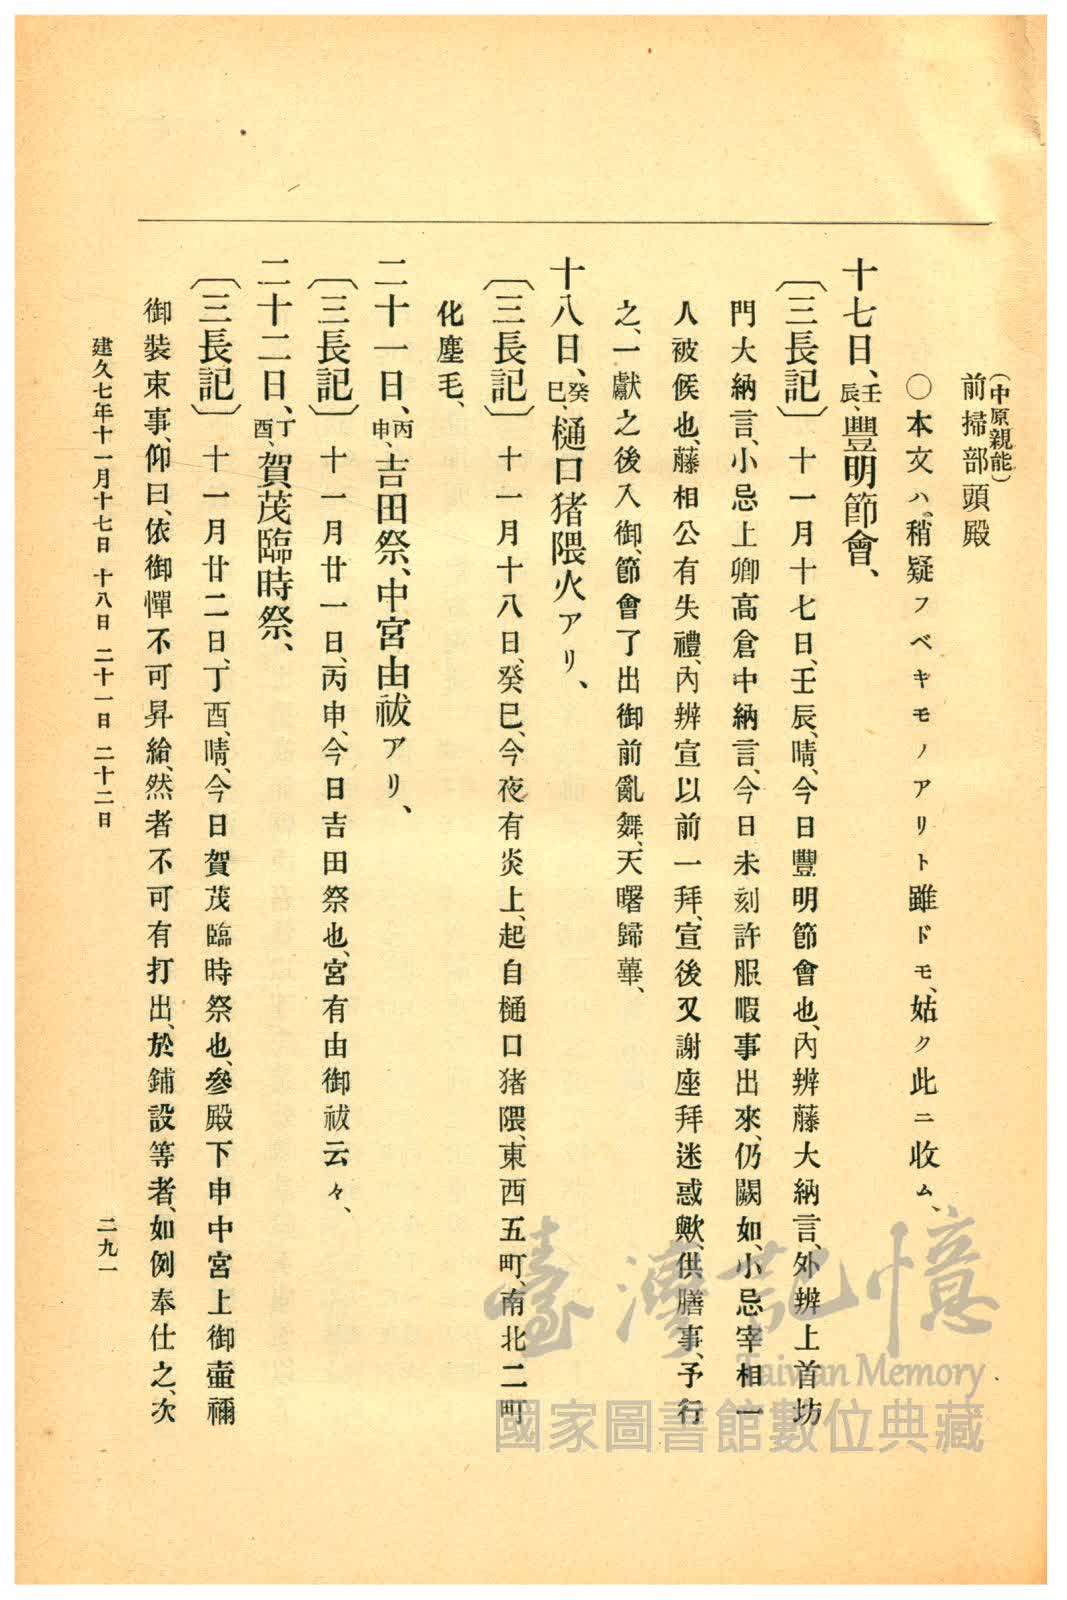 (中原親能)
前掃部頭殿
○本文ハ、稍疑フベキモノアリト雖ドモ、姑ク此ニ收ム、
十七日、壬辰、豐明節會、
〔三長記〕十一月十七日、壬辰、晴、今日豐明節會也、內辨藤大納言、外辨上首坊
門大納言、小忌上卿高倉中納言、今日未刻許服暇事出來、仍闕如、小忌宰相一
人被候也、藤相公有失禮、內辨宣以前一拜、宣後又謝座拜迷惑歟、供膳事、予行
之、一獻之後入御、節會了出御前亂舞、天曙歸蓽、
十八日、癸巳、樋口猪隈火アリ、
〔三長記〕十一月十八日、癸巳、今夜有炎上、起自樋口猪隈、東西五町、南北二町
化塵毛、
二十一日、丙申、吉田祭、中宮由祓アリ、
〔三長記〕十一月廿一日、丙申、今日吉田祭也、宮有由御祓云々、
二十二日、丁酉、賀茂臨時祭、
〔三長記〕十一月廿二日、丁酉、晴、今日賀茂臨時祭也、參殿下申中宮上御壷禰
御裝束事、仰曰、依御憚不可昇給、然者不可有打出、於鋪設等者、如例奉仕之、次
建久七年十一月十七日 十八日 二十一日 二十二日
二九一
臺灣記憶
Taiwan Memory
國家圖書館數位典藏